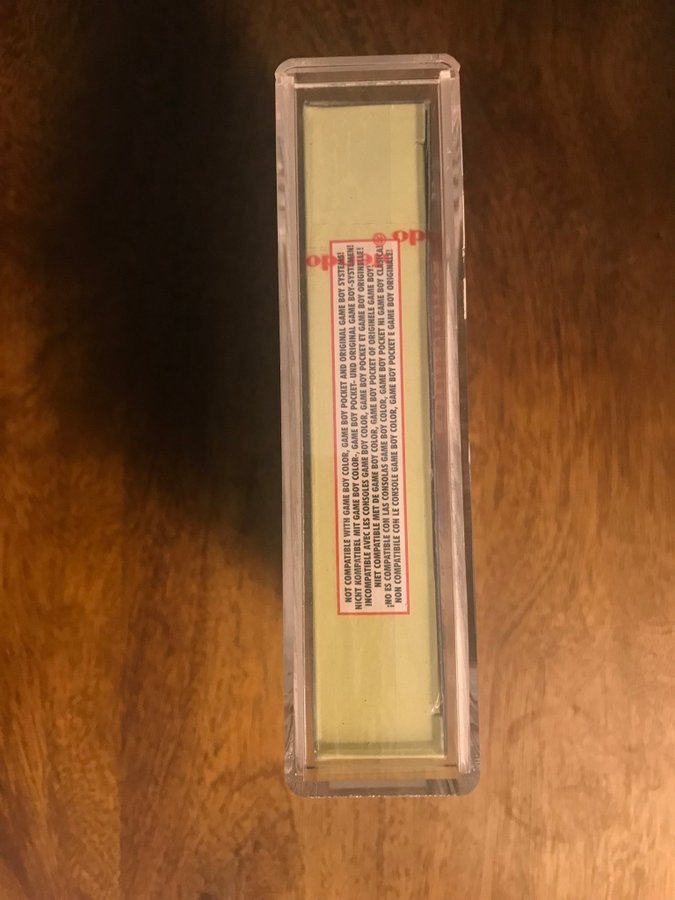 NOT COMPATIBLE WITH GAME BOY COLOR, GAME BOY POCKET AND ORIGINAL GAME BOY SYSTEMS!
NICHT KOMPATIBEL MIT GAME BOY COLOR-, GAME BOY POCKET- UND ORIGINAL GAME BOY-SYSTEMEN!
INCOMPATIBLE AVEC LES CONSOLES GAME BOY COLOR, GAME BOY POCKET ET GAME BOY ORIGINELLE!
NIET COMPATIBLE MET DE GAME BOY COLOR, GAME BOY POCKET OF ORIGINELE GAME BOY!
¡NO ES COMPATIBLE CON LAS CONSOLAS GAME BOY COLOR, GAME BOY POCKET NI GAME BOY CLÁSICA!
NON COMPATIBILE CON LE CONSOLE GAME BOY COLOR, GAME BOY POCKET E GAME BOY ORIGINALE!